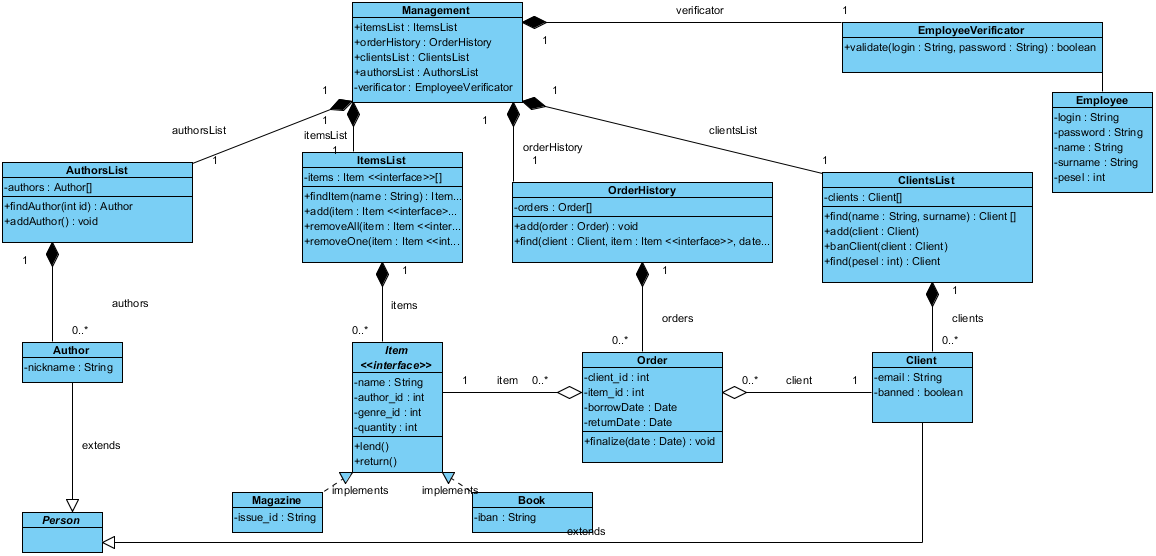 Management
+itemsList : ItemsList
+orderHistory : OrderHistory
+clientsList : ClientsList
+authorsList : AuthorsList
-verificator : EmployeeVerificator
verificator
1
1
EmployeeVerificator
+validate(login : String, password : String) : boolean
Employee
-login : String
-password : String
-name : String
-surname : String
-pesel : int
1
authorsList
1
1
itemsList
1
1
orderHistory
1
1
clientsList
1
AuthorsList
-authors : Author[]
+findAuthor(int id) : Author
+addAuthor() : void
ItemsList
-items : Item <<interface>>[]
+findItem(name : String) : Item...
+add(item : Item <<interface>...
+removeAll(item : Item <<inter...
+removeOne(item : Item <<int...
OrderHistory
-orders : Order[]
+add(order : Order) : void
+find(client : Client, item : Item <<interface>>, date...
ClientsList
-clients : Client[]
+find(name : String, surname) : Client []
+add(client : Client)
+banClient(client : Client)
+find(pesel : int) : Client
1
authors
0..*
1
items
0..*
1
orders
0..*
1
clients
0..*
Author
-nickname : String
Item
<<interface>>
-name : String
-author_id : int
-genre_id : int
-quantity : int
+lend()
+return()
1
item
0..*
Order
-client_id : int
-item_id : int
-borrowDate : Date
-returnDate : Date
+finalize(date : Date) : void
0..*
client
1
Client
-email : String
-banned : boolean
extends
implements
implements
Magazine
-issue_id : String
Book
-iban : String
Person
extends